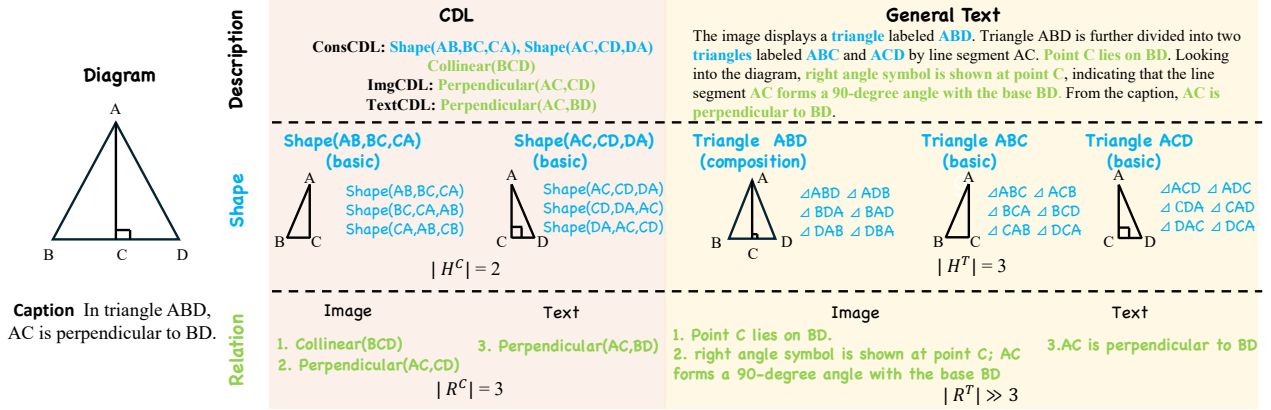 Diagram
A
B
C
D
Caption In triangle ABD,
AC is perpendicular to BD.
Description
Shape
Relation
CDL
ConsCDL: Shape(AB,BC,CA), Shape(AC,CD,DA)
Collinear(BCD)
ImgCDL: Perpendicular(AC,CD)
TextCDL: Perpendicular(AC,BD)
General Text
The image displays a triangle labeled ABD. Triangle ABD is further divided into two
triangles labeled ABC and ACD by line segment AC. Point C lies on BD. Looking
into the diagram, right angle symbol is shown at point C, indicating that the line
segment AC forms a 90-degree angle with the base BD. From the caption, AC is
perpendicular to BD.
Shape(AB,BC,CA)
(basic)
A
B
C
Shape(AB,BC,CA)
Shape(BC,CA,AB)
Shape(CA,AB,CB)
Shape(AC,CD,DA)
(basic)
A
C
D
Shape(AC,CD,DA)
Shape(CD,DA,AC)
Shape(DA,AC,CD)
| H^C | = 2
Triangle ABD
(composition)
A
B
C
D
⊿ABD ⊿ ADB
⊿ BDA ⊿ BAD
⊿ DAB ⊿ DBA
Triangle ABC
(basic)
A
B
C
⊿ABC ⊿ ACB
⊿ BCA ⊿ BCD
⊿ CAB ⊿ DCA
Triangle ACD
(basic)
A
C
D
⊿ACD ⊿ ADC
⊿ CDA ⊿ CAD
⊿ DAC ⊿ DCA
| H^T | = 3
Image
1. Collinear(BCD)
2. Perpendicular(AC,CD)
Text
3. Perpendicular(AC,BD)
| R^C | = 3
Image
1. Point C lies on BD.
2. right angle symbol is shown at point C; AC
forms a 90-degree angle with the base BD
Text
3.AC is perpendicular to BD
| R^T | ≫ 3